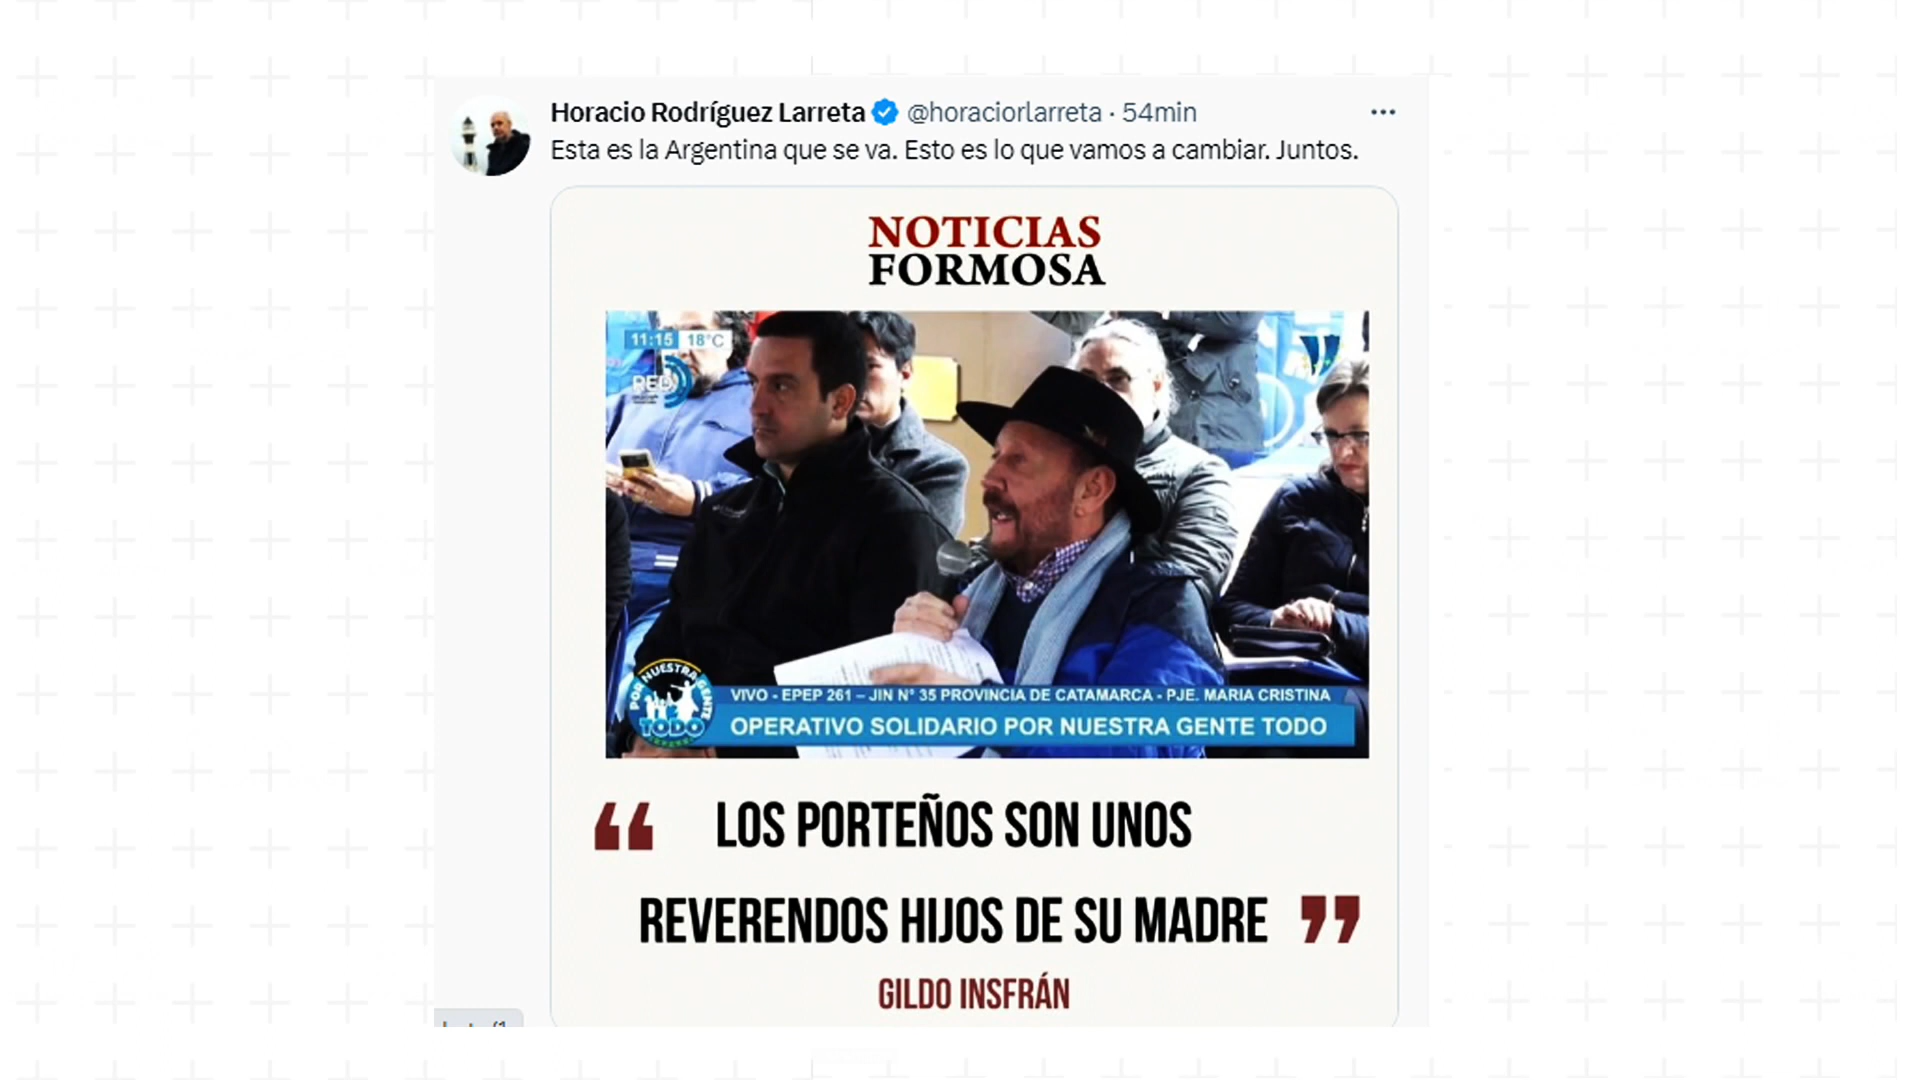 Horacio Rodríguez Larreta @horaciorlarreta · 54min
Esta es la Argentina que se va. Esto es lo que vamos a cambiar. Juntos.
NOTICIAS
FORMOSA
11:15 18°C
RED
POR NUESTRA GENTE
TODO
VIVO - EPEP 261 – JIN N° 35 PROVINCIA DE CATAMARCA - PJE. MARIA CRISTINA
OPERATIVO SOLIDARIO POR NUESTRA GENTE TODO
“ LOS PORTEÑOS SON UNOS
REVERENDOS HIJOS DE SU MADRE ”
GILDO INSFRÁN